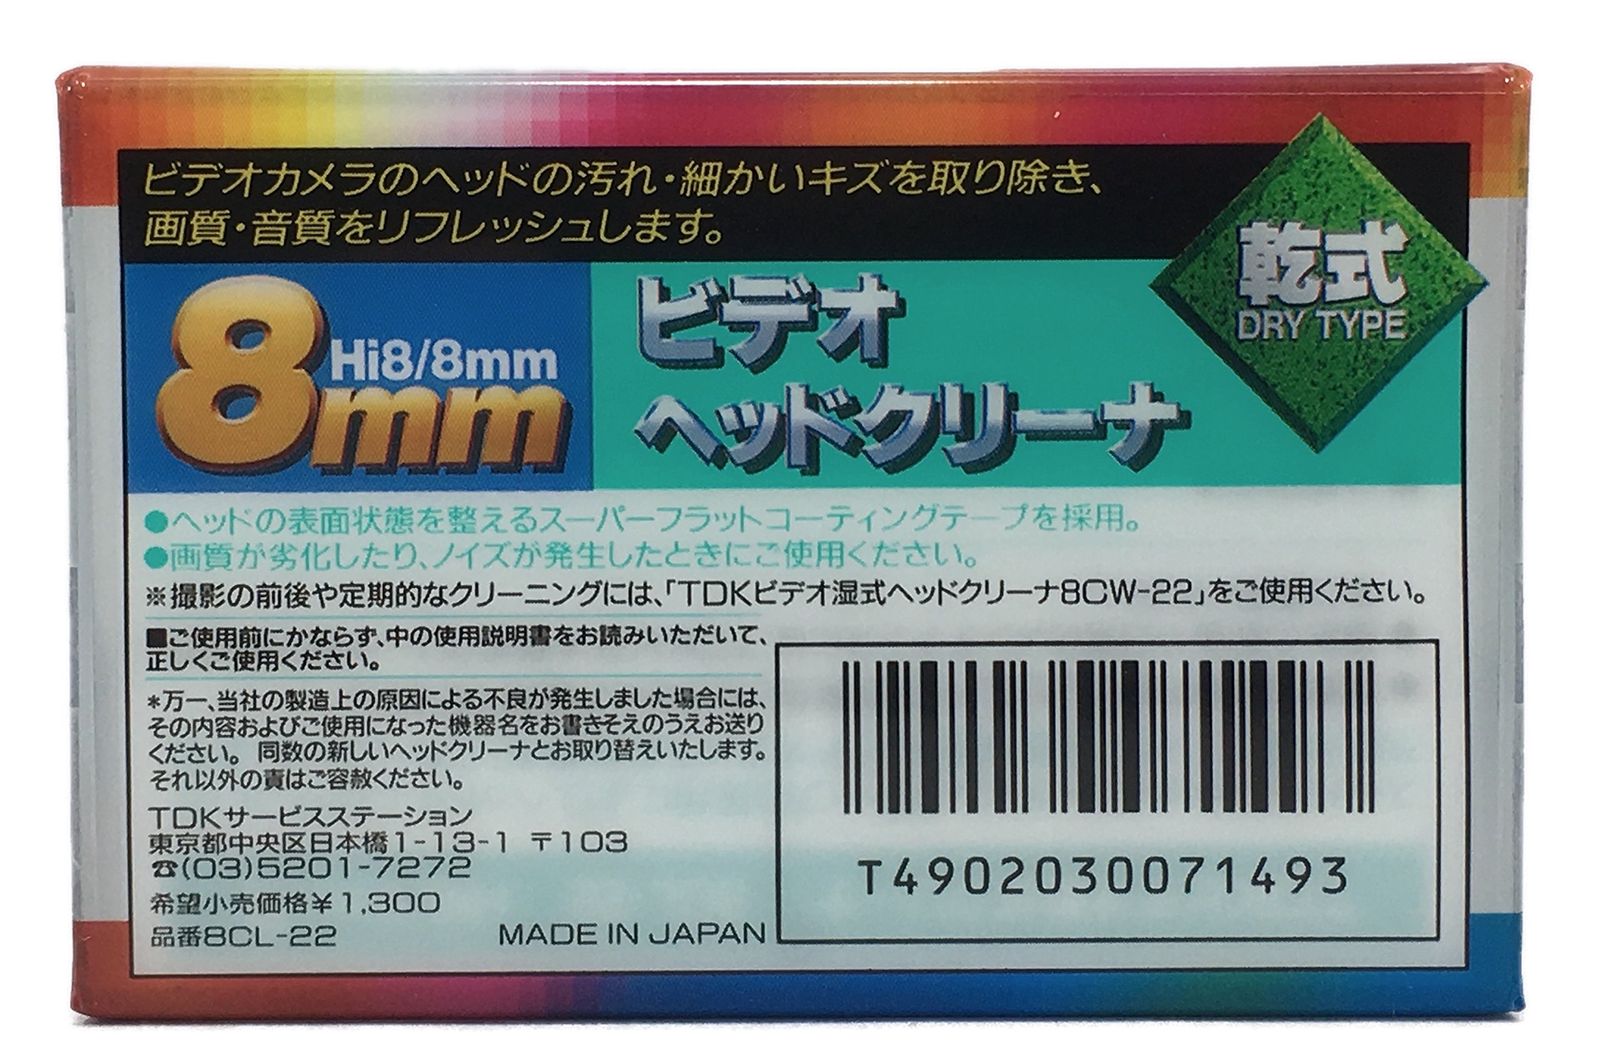 ビデオカメラのヘッドの汚れ・細かいキズを取り除き、
画質・音質をリフレッシュします。
乾式
DRY TYPE
8mm
Hi8/8mm
ビデオ
ヘッドクリーナ
●ヘッドの表面状態を整えるスーパーフラットコーティングテープを採用。
●画質が劣化したり、ノイズが発生したときにご使用ください。
※撮影の前後や定期的なクリーニングには、「TDKビデオ湿式ヘッドクリーナ8CW-22」をご使用ください。
■ご使用前にかならず、中の使用説明書をお読みいただいて、
正しくご使用ください。
*万一、当社の製造上の原因による不良が発生しました場合には、
その内容およびご使用になった機器名をお書きそえのうえお送り
ください。 同数の新しいヘッドクリーナとお取り替えいたします。
それ以外の責はご容赦ください。
TDKサービスステーション
東京都中央区日本橋1-13-1 〒103
☎(03)5201-7272
希望小売価格¥1,300
品番8CL-22
MADE IN JAPAN
T4902030071493